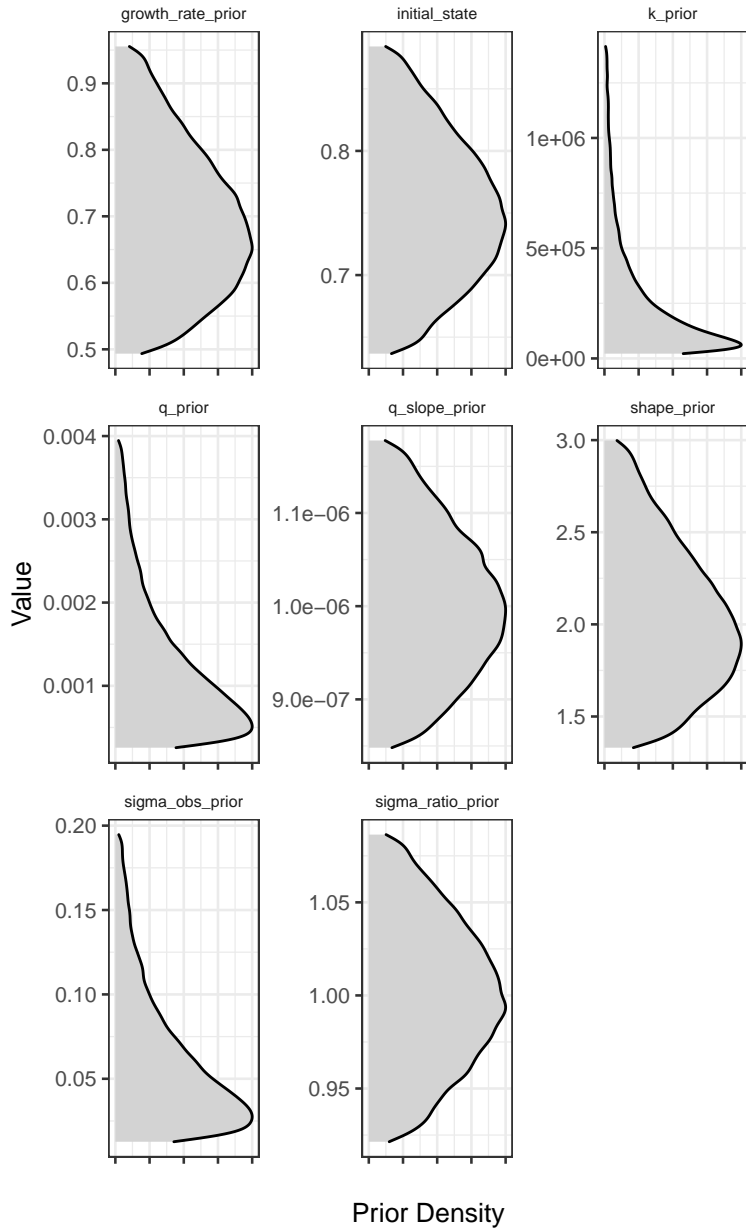 growth_rate_prior
initial_state
k_prior
0.9
0.8
0.7
0.6
0.5
0.8
0.7
1e+06
5e+05
0e+00
q_prior
q_slope_prior
shape_prior
0.004
0.003
0.002
0.001
1.1e−06
1.0e−06
9.0e−07
3.0
2.5
2.0
1.5
sigma_obs_prior
sigma_ratio_prior
0.20
0.15
0.10
0.05
1.05
1.00
0.95
Value
Prior Density